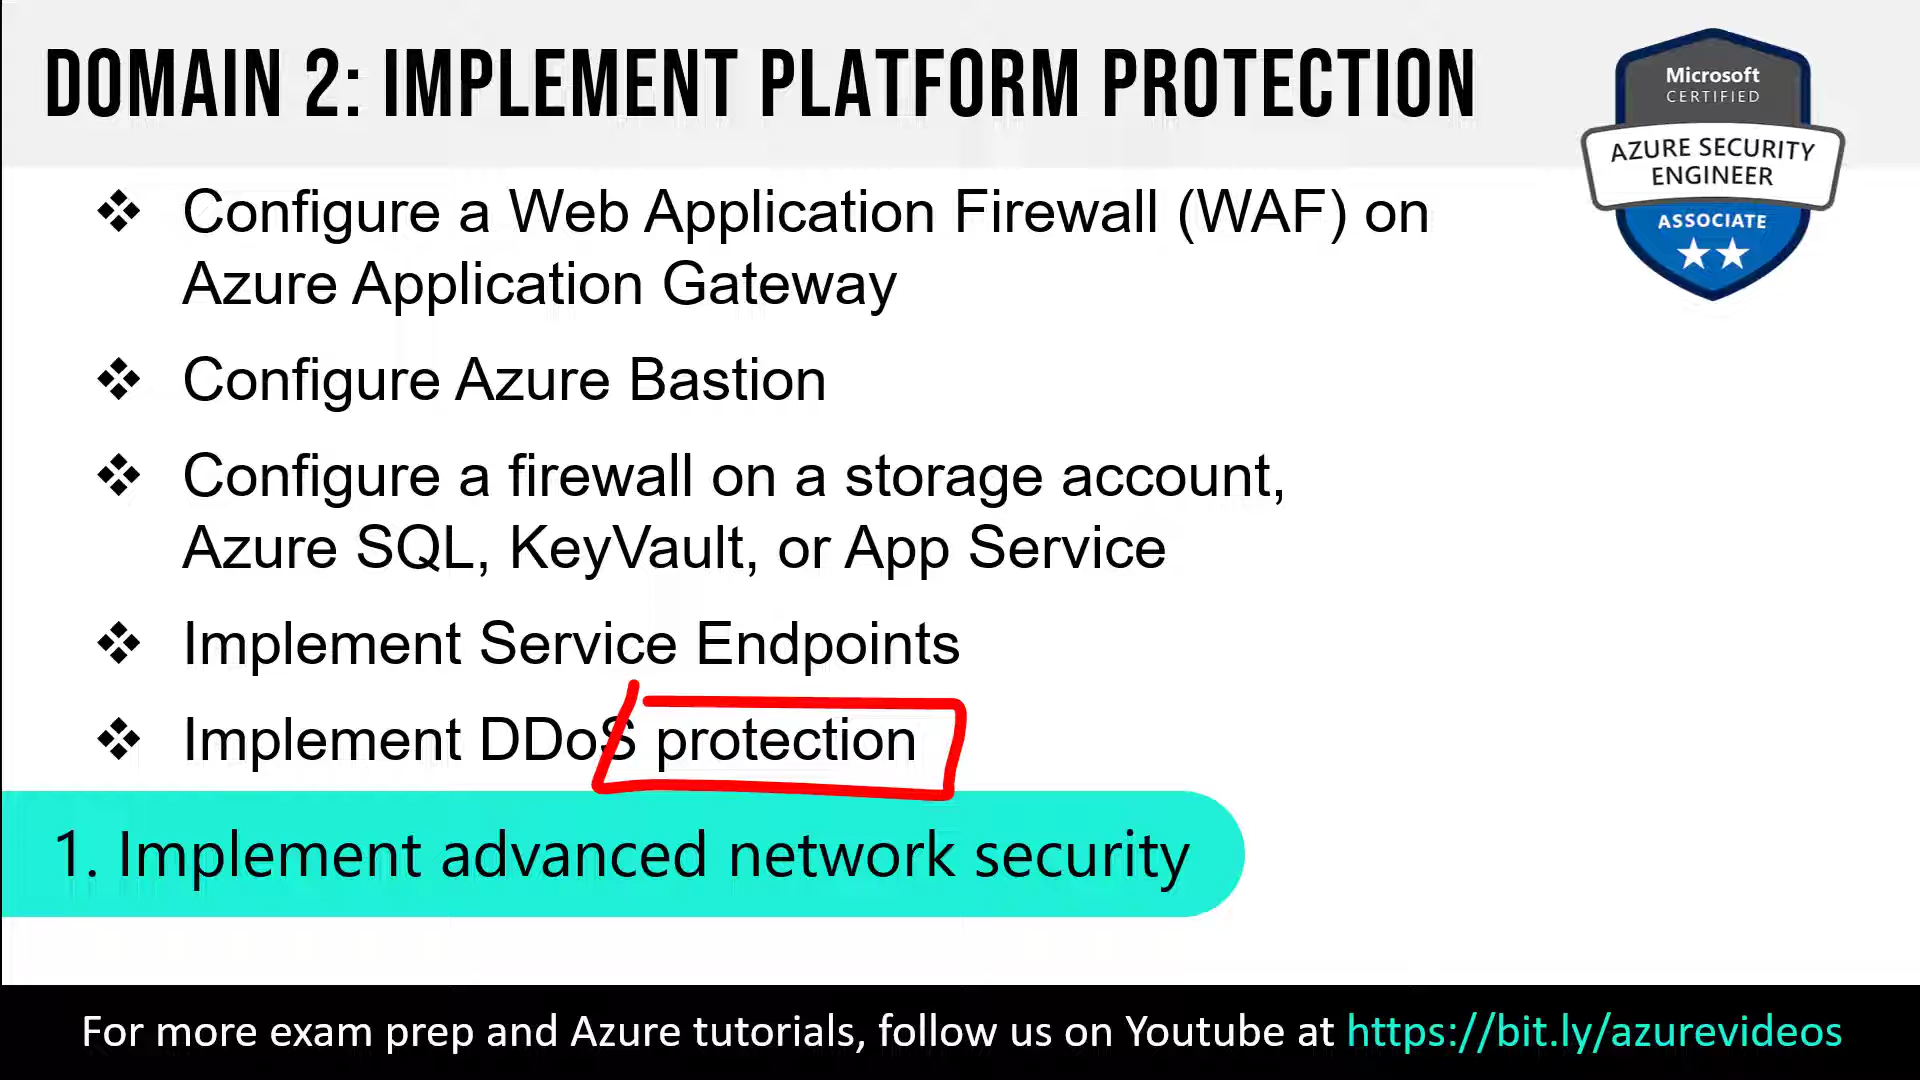 DOMAIN 2: IMPLEMENT PLATFORM PROTECTION
Microsoft
CERTIFIED
AZURE SECURITY
ENGINEER
ASSOCIATE
Configure a Web Application Firewall (WAF) on
Azure Application Gateway
Configure Azure Bastion
Configure a firewall on a storage account,
Azure SQL, KeyVault, or App Service
Implement Service Endpoints
Implement DDoS protection
1. Implement advanced network security
For more exam prep and Azure tutorials, follow us on Youtube at https://bit.ly/azurevideos